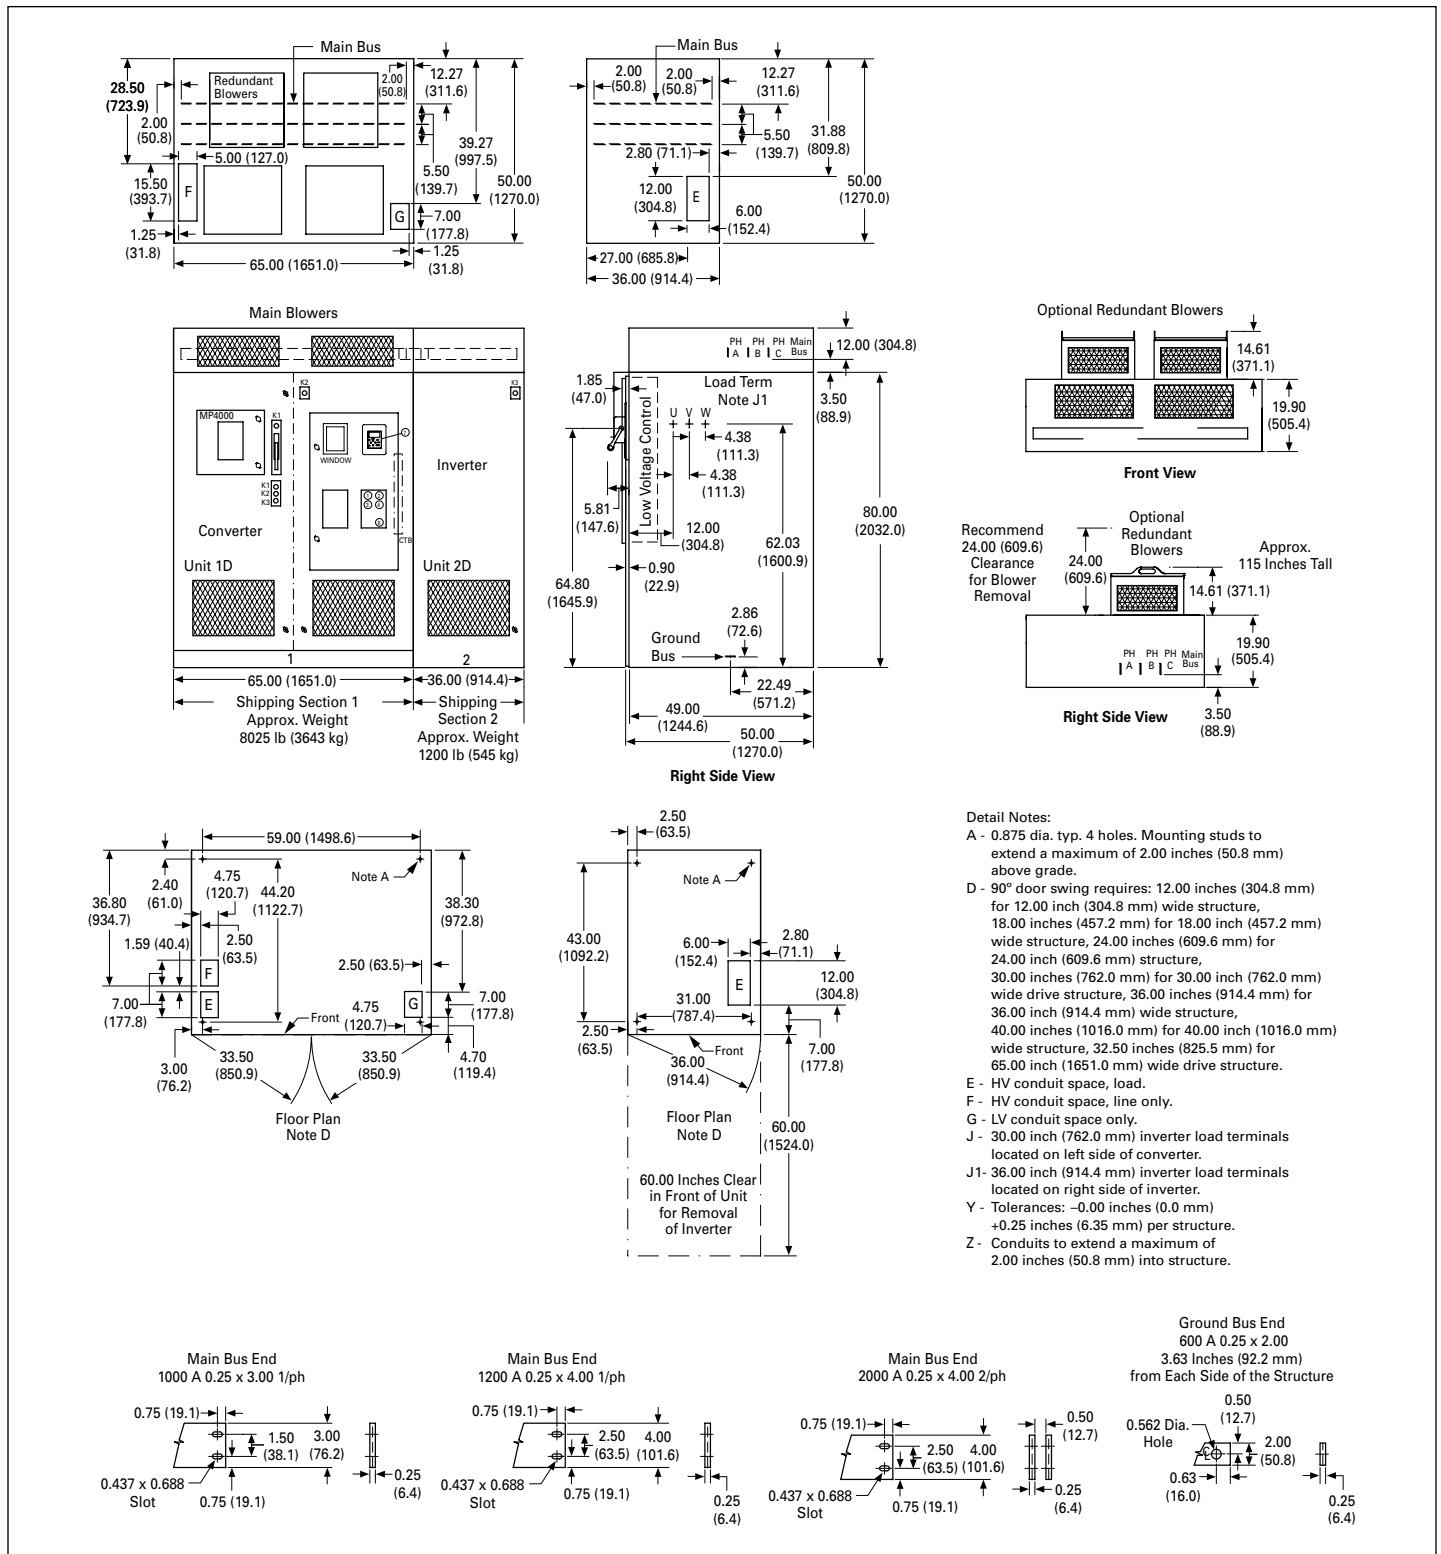 Main Bus
28.50
(723.9)
Redundant
Blowers
2.00
(50.8)
12.27
(311.6)
2.00
(50.8)
5.00 (127.0)
39.27
(997.5)
50.00
(1270.0)
15.50
(393.7)
F
5.50
(139.7)
G
7.00
(177.8)
1.25
(31.8)
65.00 (1651.0)
1.25
(31.8)
Main Bus
2.00
(50.8)
2.00
(50.8)
12.27
(311.6)
31.88
(809.8)
5.50
(139.7)
2.80 (71.1)
12.00
(304.8)
E
50.00
(1270.0)
6.00
(152.4)
27.00 (685.8)
36.00 (914.4)
Main Blowers
K2
K3
MP4000
K1
WINDOW
7
K1
K2
K3
1 2
3 4
6
CTB
Inverter
Converter
Unit 1D
Unit 2D
1
2
65.00 (1651.0)
36.00 (914.4)
Shipping Section 1
Approx. Weight
8025 lb (3643 kg)
Shipping
Section 2
Approx. Weight
1200 lb (545 kg)
PH PH PH Main
A B C Bus
12.00 (304.8)
1.85
(47.0)
Load Term
Note J1
3.50
(88.9)
Low Voltage Control
U V W
4.38
(111.3)
4.38
(111.3)
5.81
(147.6)
12.00
(304.8)
80.00
(2032.0)
62.03
(1600.9)
64.80
(1645.9)
0.90
(22.9)
2.86
(72.6)
Ground
Bus
22.49
(571.2)
49.00
(1244.6)
50.00
(1270.0)
Right Side View
Optional Redundant Blowers
14.61
(371.1)
19.90
(505.4)
Front View
Recommend
24.00 (609.6)
Clearance
for Blower
Removal
24.00
(609.6)
Optional
Redundant
Blowers
Approx.
115 Inches Tall
14.61 (371.1)
19.90
(505.4)
PH PH PH Main
A B C Bus
3.50
(88.9)
Right Side View
59.00 (1498.6)
Note A
36.80
(934.7)
2.40
(61.0)
4.75
(120.7)
44.20
(1122.7)
38.30
(972.8)
1.59 (40.4)
2.50
(63.5)
2.50 (63.5)
F
E
G
7.00
(177.8)
4.75
(120.7)
7.00
(177.8)
Front
3.00
(76.2)
33.50
(850.9)
33.50
(850.9)
4.70
(119.4)
Floor Plan
Note D
2.50
(63.5)
Note A
43.00
(1092.2)
6.00
(152.4)
2.80
(71.1)
E
12.00
(304.8)
31.00
(787.4)
2.50
(63.5)
Front
36.00
(914.4)
7.00
(177.8)
Floor Plan
Note D
60.00
(1524.0)
60.00 Inches Clear
in Front of Unit
for Removal
of Inverter
Detail Notes:
A - 0.875 dia. typ. 4 holes. Mounting studs to
extend a maximum of 2.00 inches (50.8 mm)
above grade.
D - 90º door swing requires: 12.00 inches (304.8 mm)
for 12.00 inch (304.8 mm) wide structure,
18.00 inches (457.2 mm) for 18.00 inch (457.2 mm)
wide structure, 24.00 inches (609.6 mm) for
24.00 inch (609.6 mm) structure,
30.00 inches (762.0 mm) for 30.00 inch (762.0 mm)
wide drive structure, 36.00 inches (914.4 mm) for
36.00 inch (914.4 mm) wide structure,
40.00 inches (1016.0 mm) for 40.00 inch (1016.0 mm)
wide structure, 32.50 inches (825.5 mm) for
65.00 inch (1651.0 mm) wide drive structure.
E - HV conduit space, load.
F - HV conduit space, line only.
G - LV conduit space only.
J - 30.00 inch (762.0 mm) inverter load terminals
located on left side of converter.
J1- 36.00 inch (914.4 mm) inverter load terminals
located on right side of inverter.
Y - Tolerances: –0.00 inches (0.0 mm)
+0.25 inches (6.35 mm) per structure.
Z - Conduits to extend a maximum of
2.00 inches (50.8 mm) into structure.
Main Bus End
1000 A 0.25 x 3.00 1/ph
0.75 (19.1)
1.50
(38.1)
3.00
(76.2)
0.437 x 0.688
Slot
0.75 (19.1)
0.25
(6.4)
Main Bus End
1200 A 0.25 x 4.00 1/ph
0.75 (19.1)
2.50
(63.5)
4.00
(101.6)
0.437 x 0.688
Slot
0.75 (19.1)
0.25
(6.4)
Main Bus End
2000 A 0.25 x 4.00 2/ph
0.75 (19.1)
0.50
(12.7)
2.50
(63.5)
4.00
(101.6)
0.437 x 0.688
Slot
0.75 (19.1)
0.25
(6.4)
Ground Bus End
600 A 0.25 x 2.00
3.63 Inches (92.2 mm)
from Each Side of the Structure
0.562 Dia.
Hole
0.50
(12.7)
2.00
(50.8)
0.63
(16.0)
0.25
(6.4)